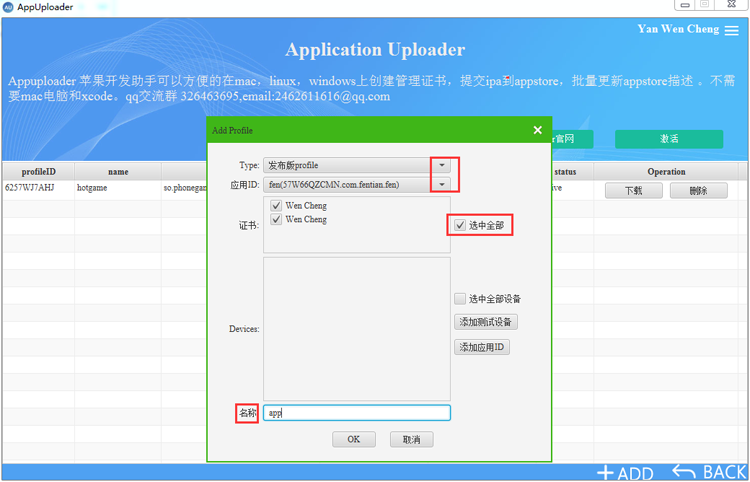 AppUploader
Yan Wen Cheng
Application Uploader
Appuploader 苹果开发助手可以方便的在mac，linux，windows上创建管理证书，提交ipa到appstore，批量更新appstore描述 。不需
要mac电脑和xcode。qq交流群 326463695,email:2462611616@qq.com
官网
激活
profileID name status Operation
6257WJ7AHJ hotgame 下载 删除
Add Profile
Type: 发布版profile
应用ID: fen(57W66QZCMN.com.fentian.fen)
证书: Wen Cheng
Wen Cheng
选中全部
Devices:
选中全部设备
添加测试设备
添加应用ID
名称 app
OK 取消
ADD BACK